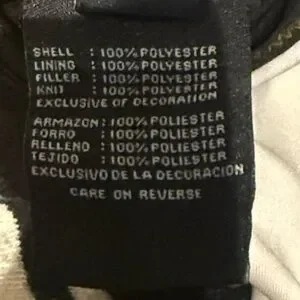 SHELL : 100% POLYESTER
LINING : 100% POLYESTER
FILLER : 100% POLYESTER
KNIT : 100% POLYESTER
EXCLUSIVE OF DECORATION
ARMAZON: 100% POLIESTER
FORRO : 100% POLIESTER
RELLENO : 100% POLIESTER
TEJIDO : 100% POLIESTER
EXCLUSIVO DE LA DECORACION
CARE ON REVERSE